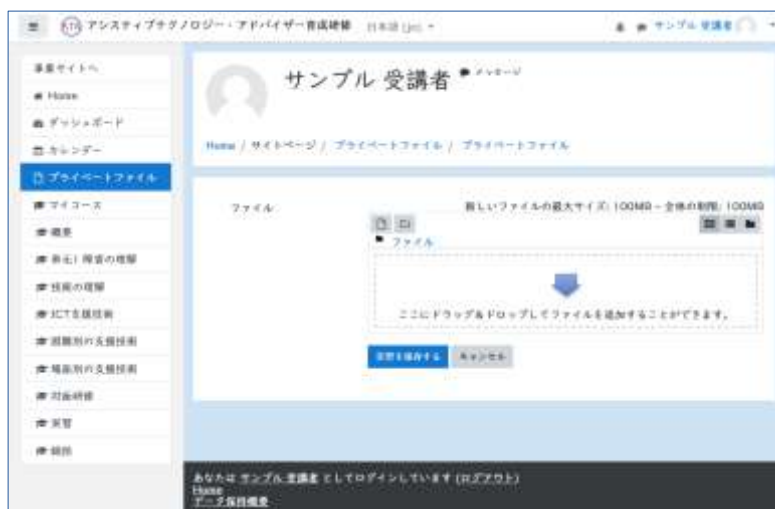 アシスティブテクノロジー・アドバイザー育成研修 日本語 (ja)
サンプル 受講者
事業サイトへ
Home
ダッシュボード
カレンダー
プライベートファイル
マイコース
概要
単元1 障害の理解
技術の理解
ICT支援技術
困難別の支援技術
場面別の支援技術
対面研修
実習
サンプル 受講者 メッセージ
Home / サイトページ / プライベートファイル / プライベートファイル
ファイル
新しいファイルの最大サイズ: 100MB - 全体の制限: 100MB
ファイル
ここにドラッグ&ドロップしてファイルを追加することができます。
変更を保存する キャンセル
あなたは サンプル 受講者 としてログインしています (ログアウト)
Home
データ保持概要